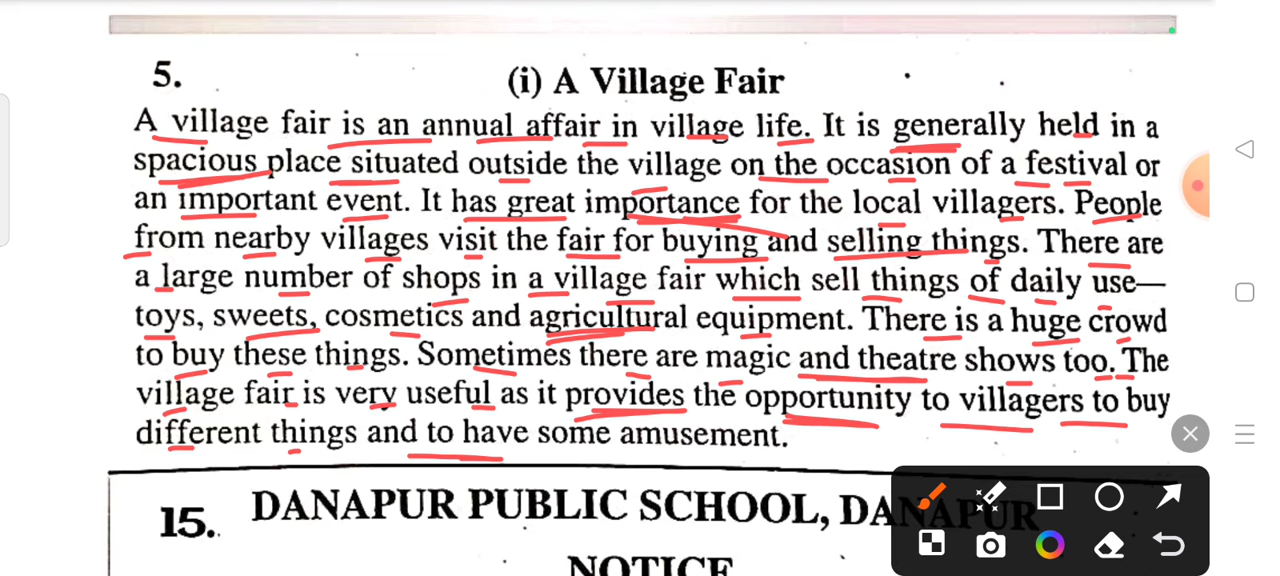 5.
(i) A Village Fair
A village fair is an annual affair in village life. It is generally held in a
spacious place situated outside the village on the occasion of a festival or
an important event. It has great importance for the local villagers. People
from nearby villages visit the fair for buying and selling things. There are
a large number of shops in a village fair which sell things of daily use—
toys, sweets, cosmetics and agricultural equipment. There is a huge crowd
to buy these things. Sometimes there are magic and theatre shows too. The
village fair is very useful as it provides the opportunity to villagers to buy
different things and to have some amusement.
15.
DANAPUR PUBLIC SCHOOL, DANAPUR
NOTICE